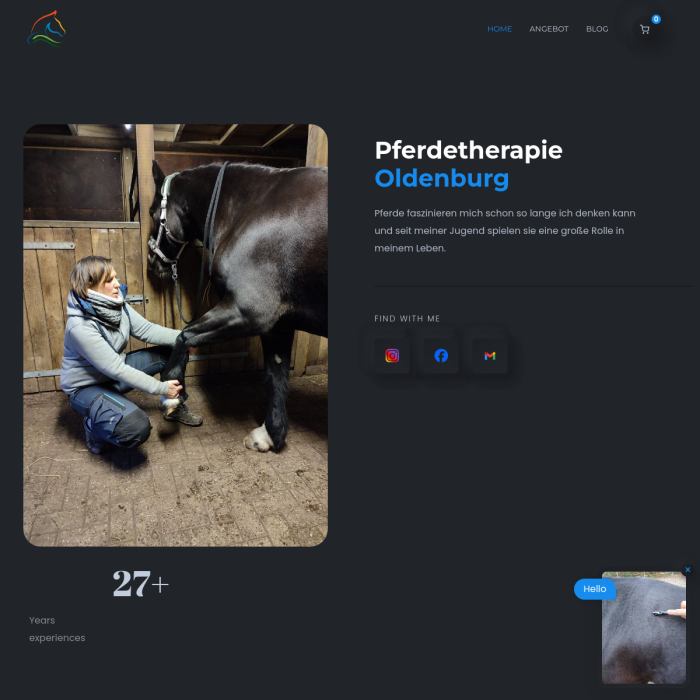 HOME ANGEBOT BLOG 0
Pferdetherapie
Oldenburg
Pferde faszinieren mich schon so lange ich denken kann
und seit meiner Jugend spielen sie eine große Rolle in
meinem Leben.
FIND WITH ME
27+
Years
experiences
Hello